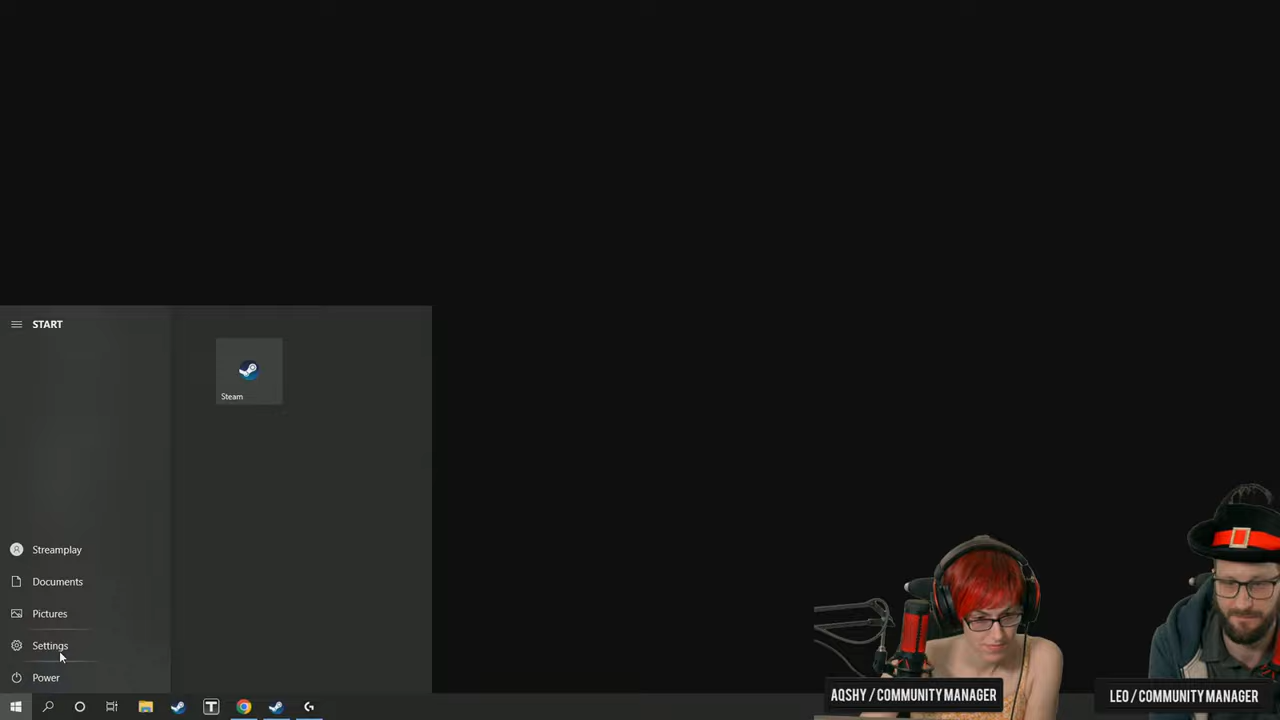 START
Steam
Streamplay
Documents
Pictures
Settings
Power
AQSHY / COMMUNITY MANAGER
LEO / COMMUNITY MANAGER